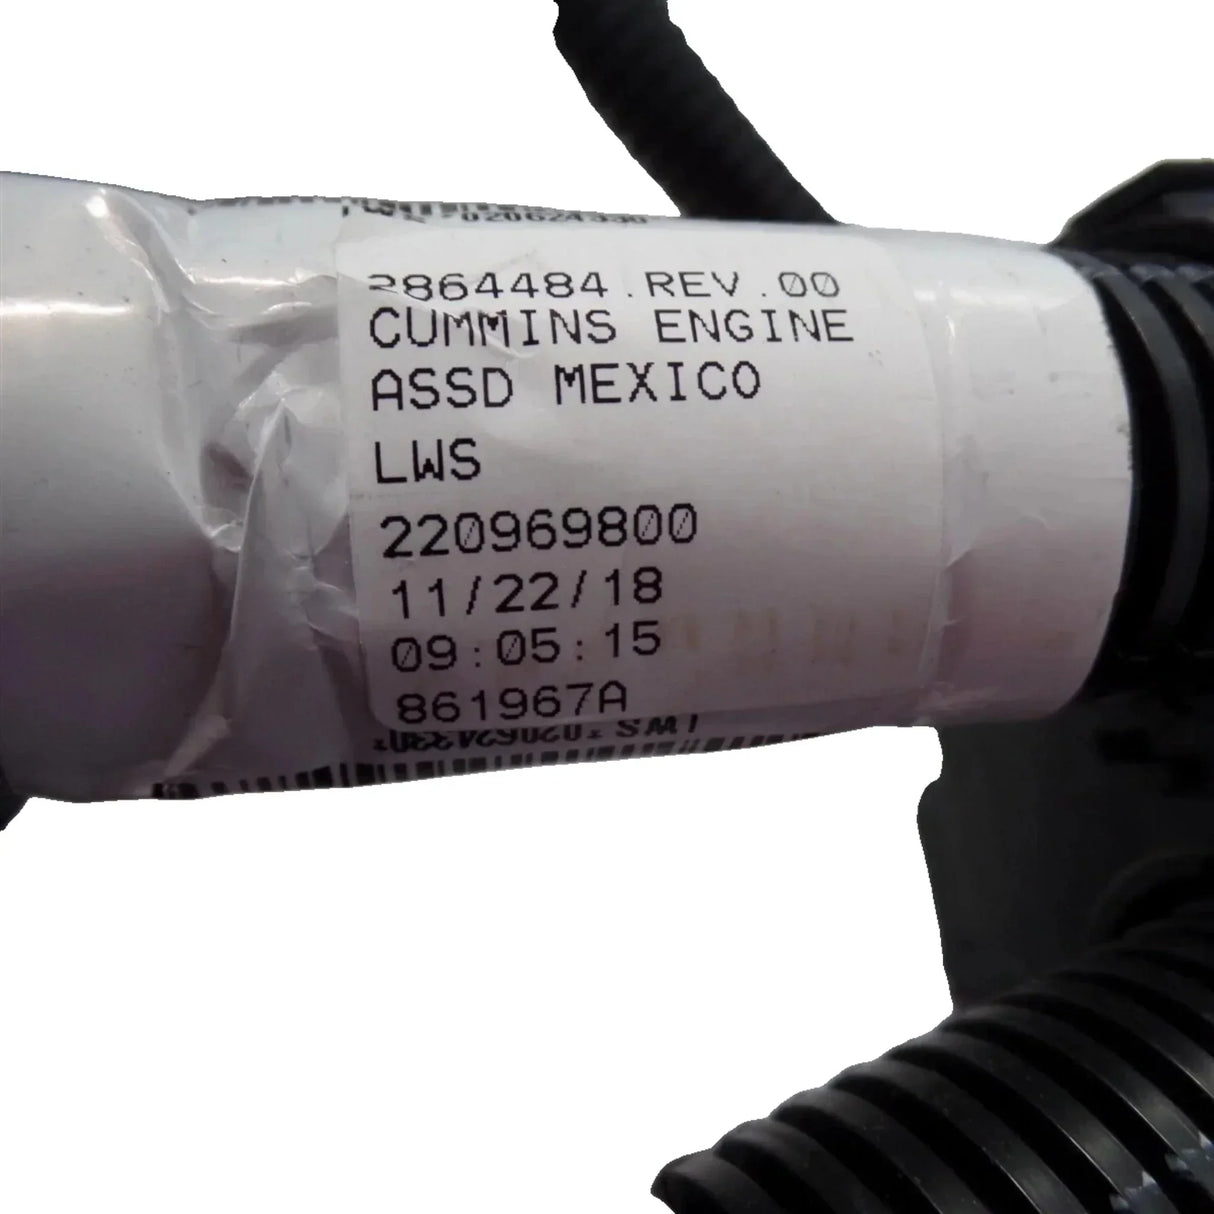 2864484.REV.00
CUMMINS ENGINE
ASSD MEXICO
LWS
220969800
11/22/18
09:05:15
861967A